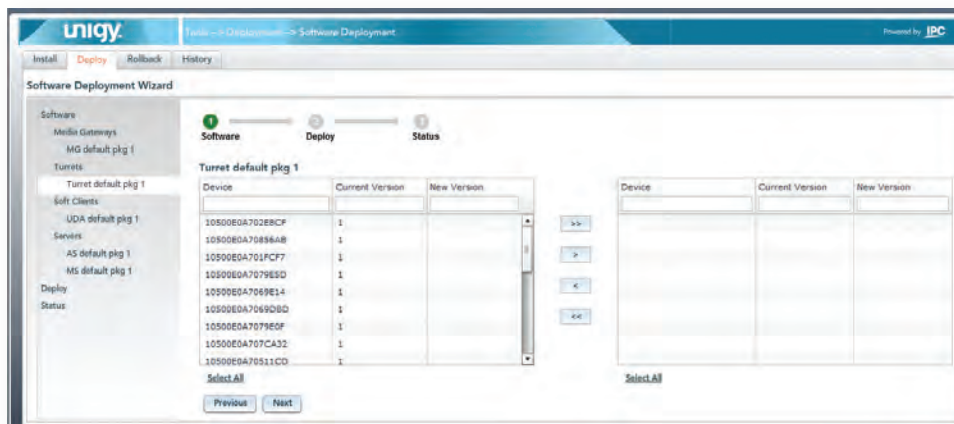 unigy
Tools --> Deployment --> Software Deployment
Powered by IPC
Install Deploy Rollback History
Software Deployment Wizard
Software
Media Gateways
MG default pkg 1
Turrets
Turret default pkg 1
Soft Clients
UDA default pkg 1
Servers
AS default pkg 1
MS default pkg 1
Deploy
Status
1 2 3
Software Deploy Status
Turret default pkg 1
Device Current Version New Version
10500E0A702EBCF 1
10500E0A70856AB 1
10500E0A701FCF7 1
10500E0A7079E5D 1
10500E0A7069E14 1
10500E0A7069DBD 1
10500E0A7079E0F 1
10500E0A707CA32 1
10500E0A70511CD 1
Select All
>>
>
<
<<
Device Current Version New Version
Select All
Previous Next